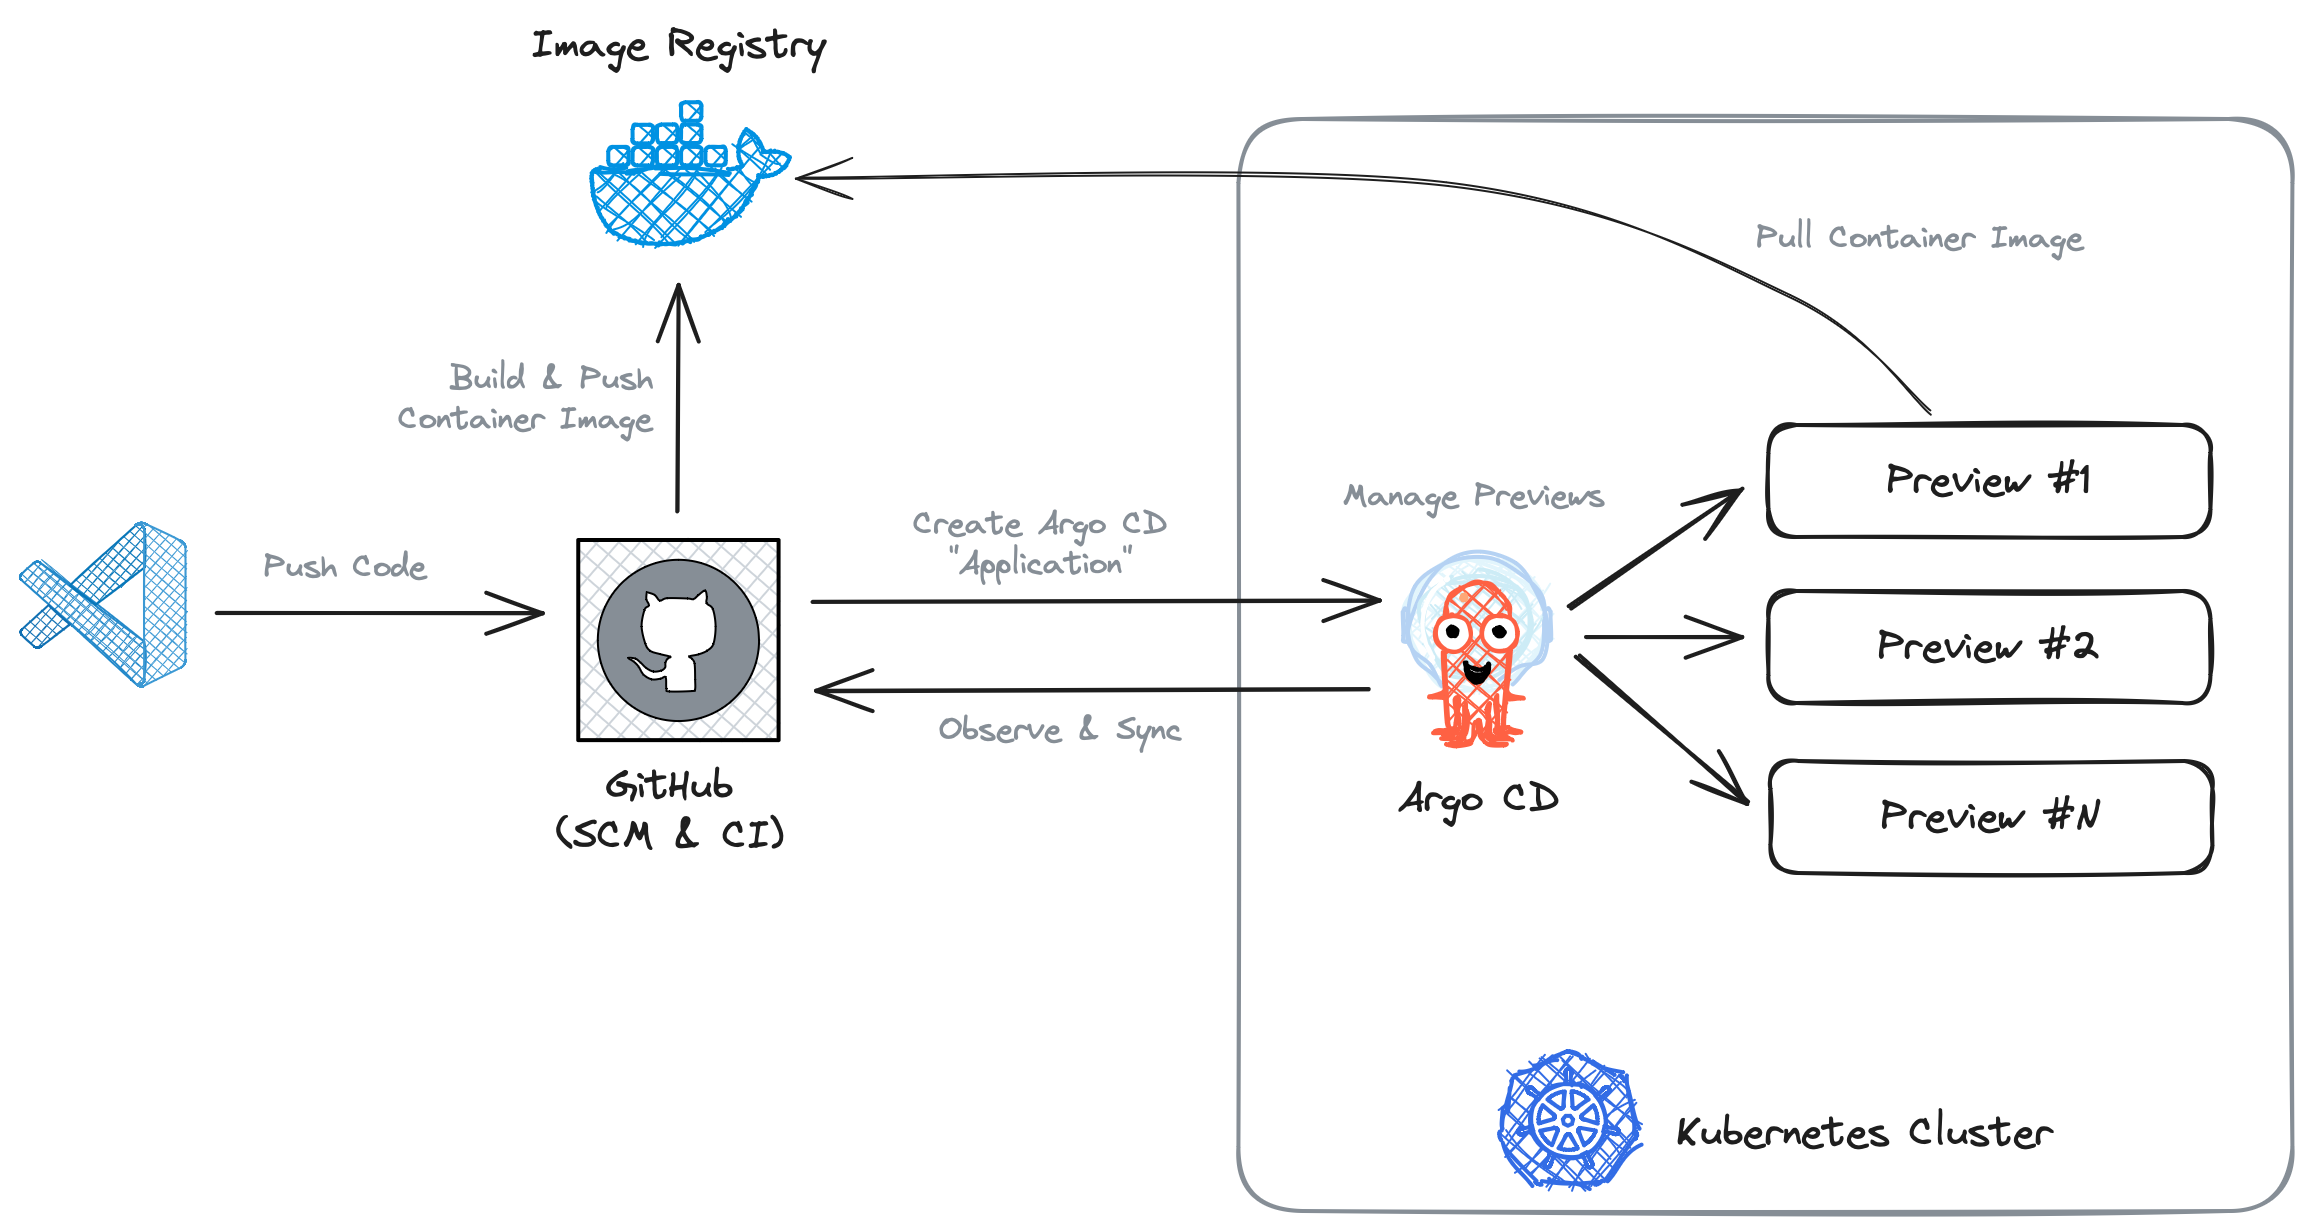 Image Registry
Pull Container Image
Build & Push
Container Image
Push Code
Create Argo CD
"Application"
Manage Previews
Preview #1
Preview #2
Preview #N
Observe & Sync
GitHub
(SCM & CI)
Argo CD
Kubernetes Cluster